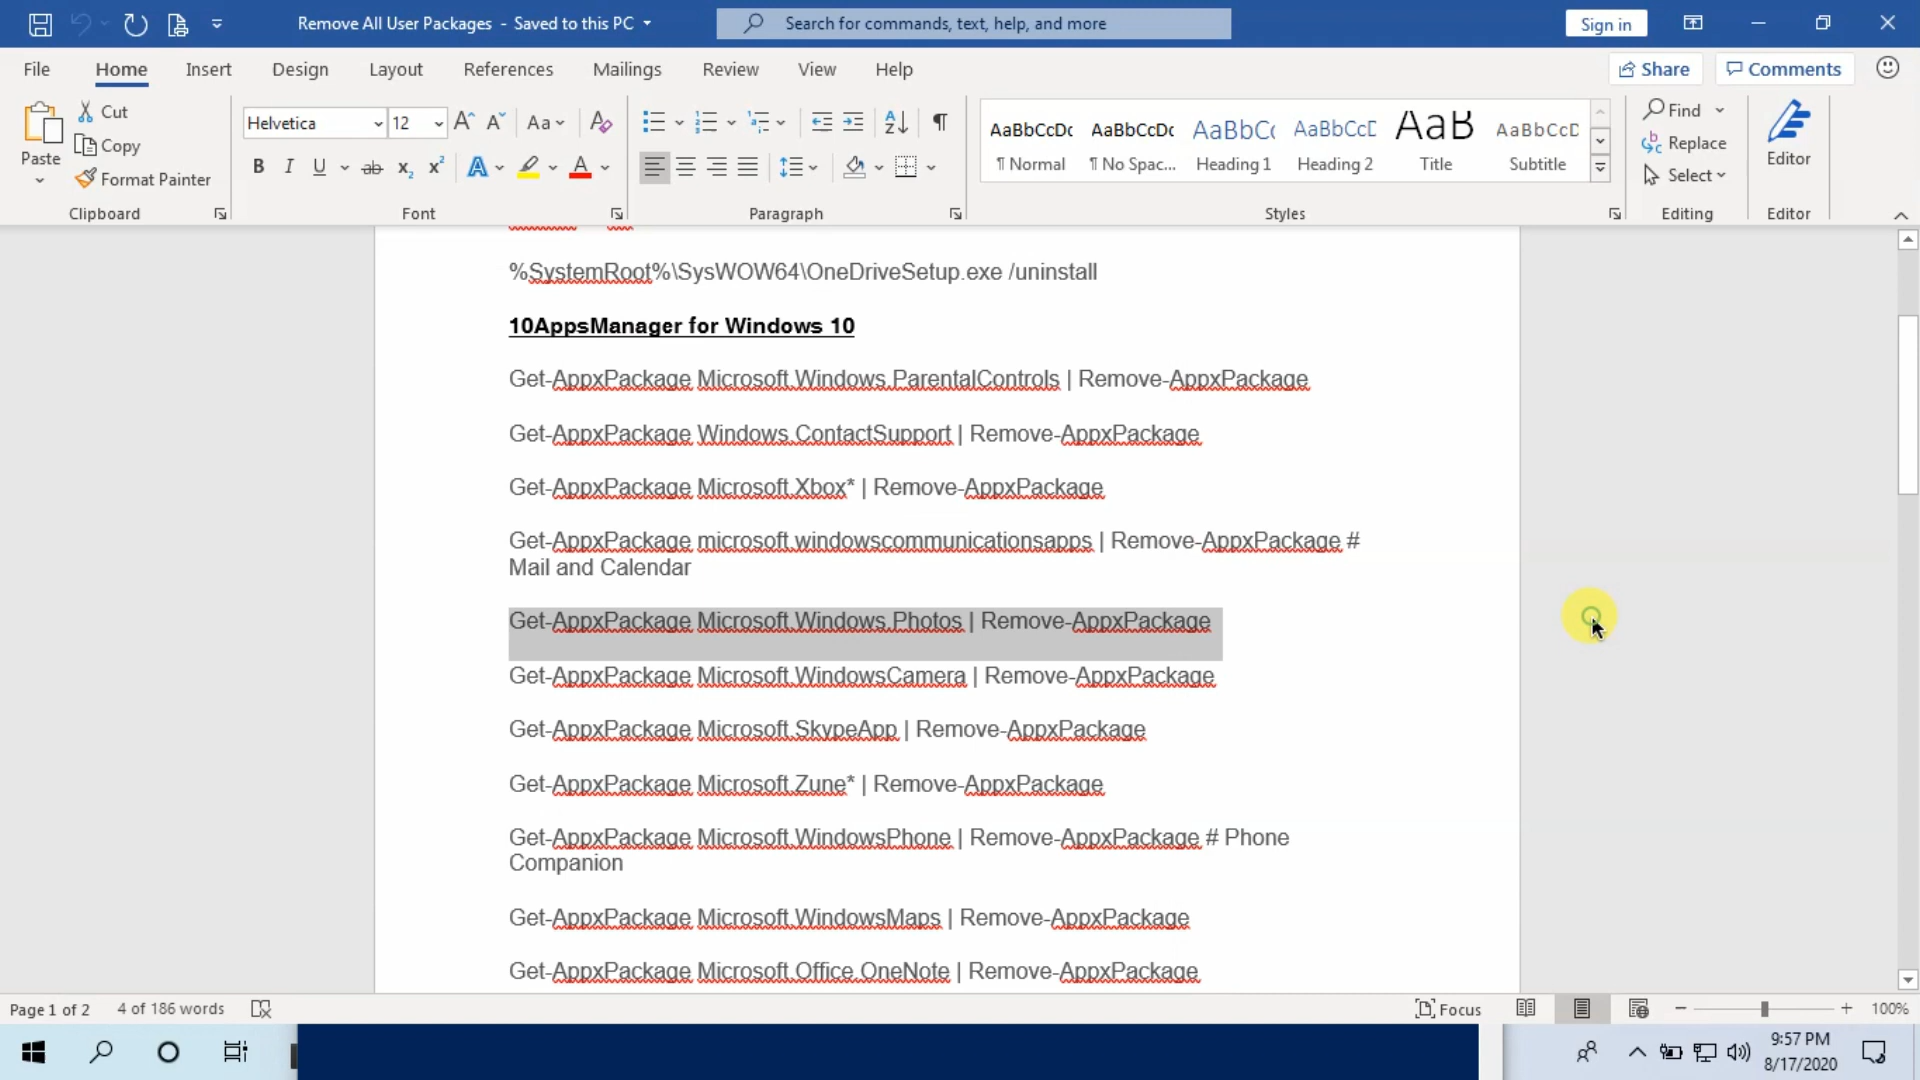 Remove All User Packages - Saved to this PC
Search for commands, text, help, and more
Sign in
File Home Insert Design Layout References Mailings Review View Help
Share Comments
Paste
Cut
Copy
Format Painter
Clipboard
Helvetica 12
Aa
B I U ab x₂ x² A A
Font
Paragraph
AaBbCcDc AaBbCcDc AaBbCc AaBbCcD AaB AaBbCcD
¶ Normal ¶ No Spac... Heading 1 Heading 2 Title Subtitle
Styles
Find
Replace
Select
Editing
Editor
Editor
%SystemRoot%\SysWOW64\OneDriveSetup.exe /uninstall
10AppsManager for Windows 10
Get-AppxPackage Microsoft.Windows.ParentalControls | Remove-AppxPackage
Get-AppxPackage Windows.ContactSupport | Remove-AppxPackage
Get-AppxPackage Microsoft.Xbox* | Remove-AppxPackage
Get-AppxPackage microsoft.windowscommunicationsapps | Remove-AppxPackage #
Mail and Calendar
Get-AppxPackage Microsoft.Windows.Photos | Remove-AppxPackage
Get-AppxPackage Microsoft.WindowsCamera | Remove-AppxPackage
Get-AppxPackage Microsoft.SkypeApp | Remove-AppxPackage
Get-AppxPackage Microsoft.Zune* | Remove-AppxPackage
Get-AppxPackage Microsoft.WindowsPhone | Remove-AppxPackage # Phone
Companion
Get-AppxPackage Microsoft.WindowsMaps | Remove-AppxPackage
Get-AppxPackage Microsoft.Office.OneNote | Remove-AppxPackage
Page 1 of 2 4 of 186 words
Focus
100%
9:57 PM
8/17/2020